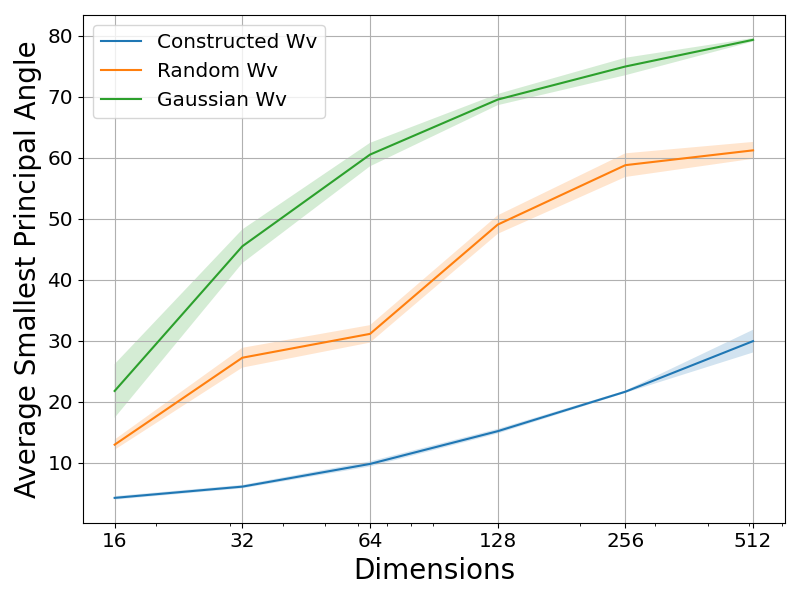 Constructed Wv
Random Wv
Gaussian Wv
Average Smallest Principal Angle
80
70
60
50
40
30
20
10
16 32 64 128 256 512
Dimensions